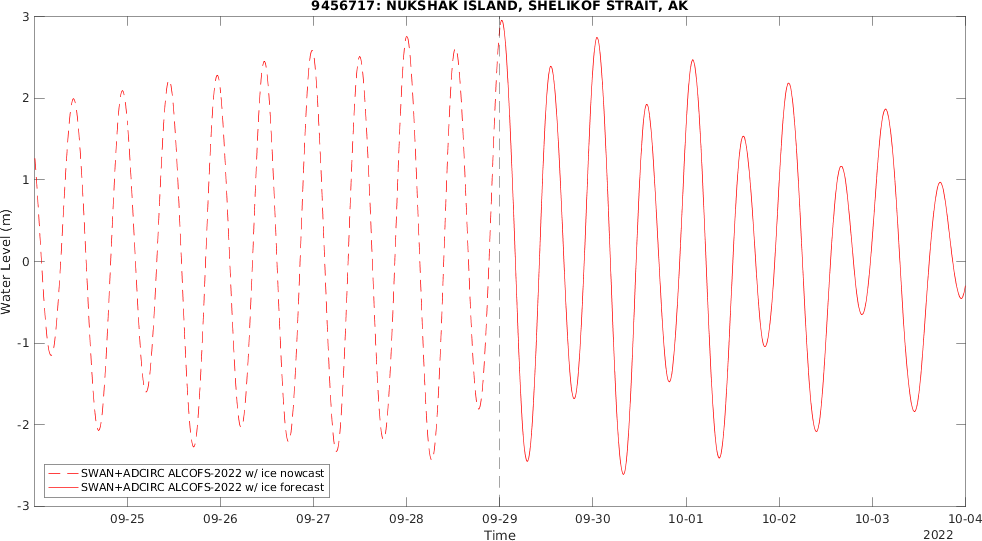 9456717: NUKSHAK ISLAND, SHELIKOF STRAIT, AK
3
2
1
0
-1
-2
-3
Water Level (m)
SWAN+ADCIRC ALCOFS-2022 w/ ice nowcast
SWAN+ADCIRC ALCOFS-2022 w/ ice forecast
09-25 09-26 09-27 09-28 09-29 09-30 10-01 10-02 10-03 10-04
Time
2022